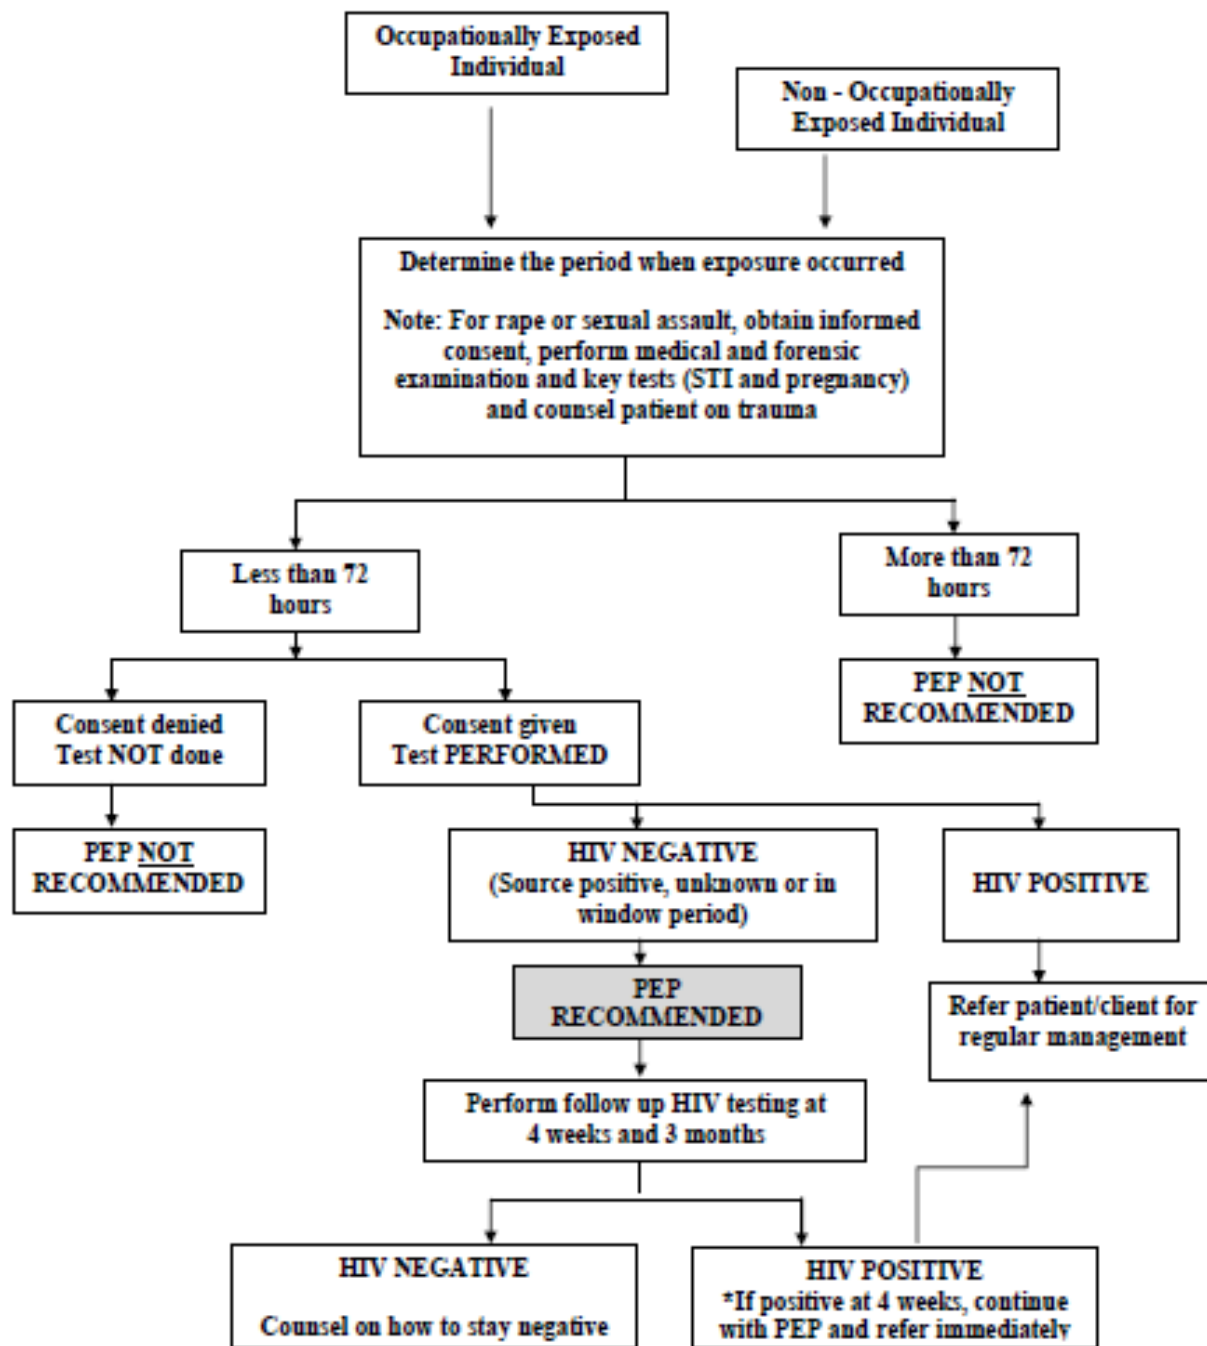 Occupationally Exposed
Individual
Non - Occupationally
Exposed Individual
Determine the period when exposure occurred
Note: For rape or sexual assault, obtain informed
consent, perform medical and forensic
examination and key tests (STI and pregnancy)
and counsel patient on trauma
Less than 72
hours
More than 72
hours
PEP NOT
RECOMMENDED
Consent denied
Test NOT done
Consent given
Test PERFORMED
PEP NOT
RECOMMENDED
HIV NEGATIVE
(Source positive, unknown or in
window period)
HIV POSITIVE
PEP
RECOMMENDED
Refer patient/client for
regular management
Perform follow up HIV testing at
4 weeks and 3 months
HIV NEGATIVE
Counsel on how to stay negative
HIV POSITIVE
*If positive at 4 weeks, continue
with PEP and refer immediately